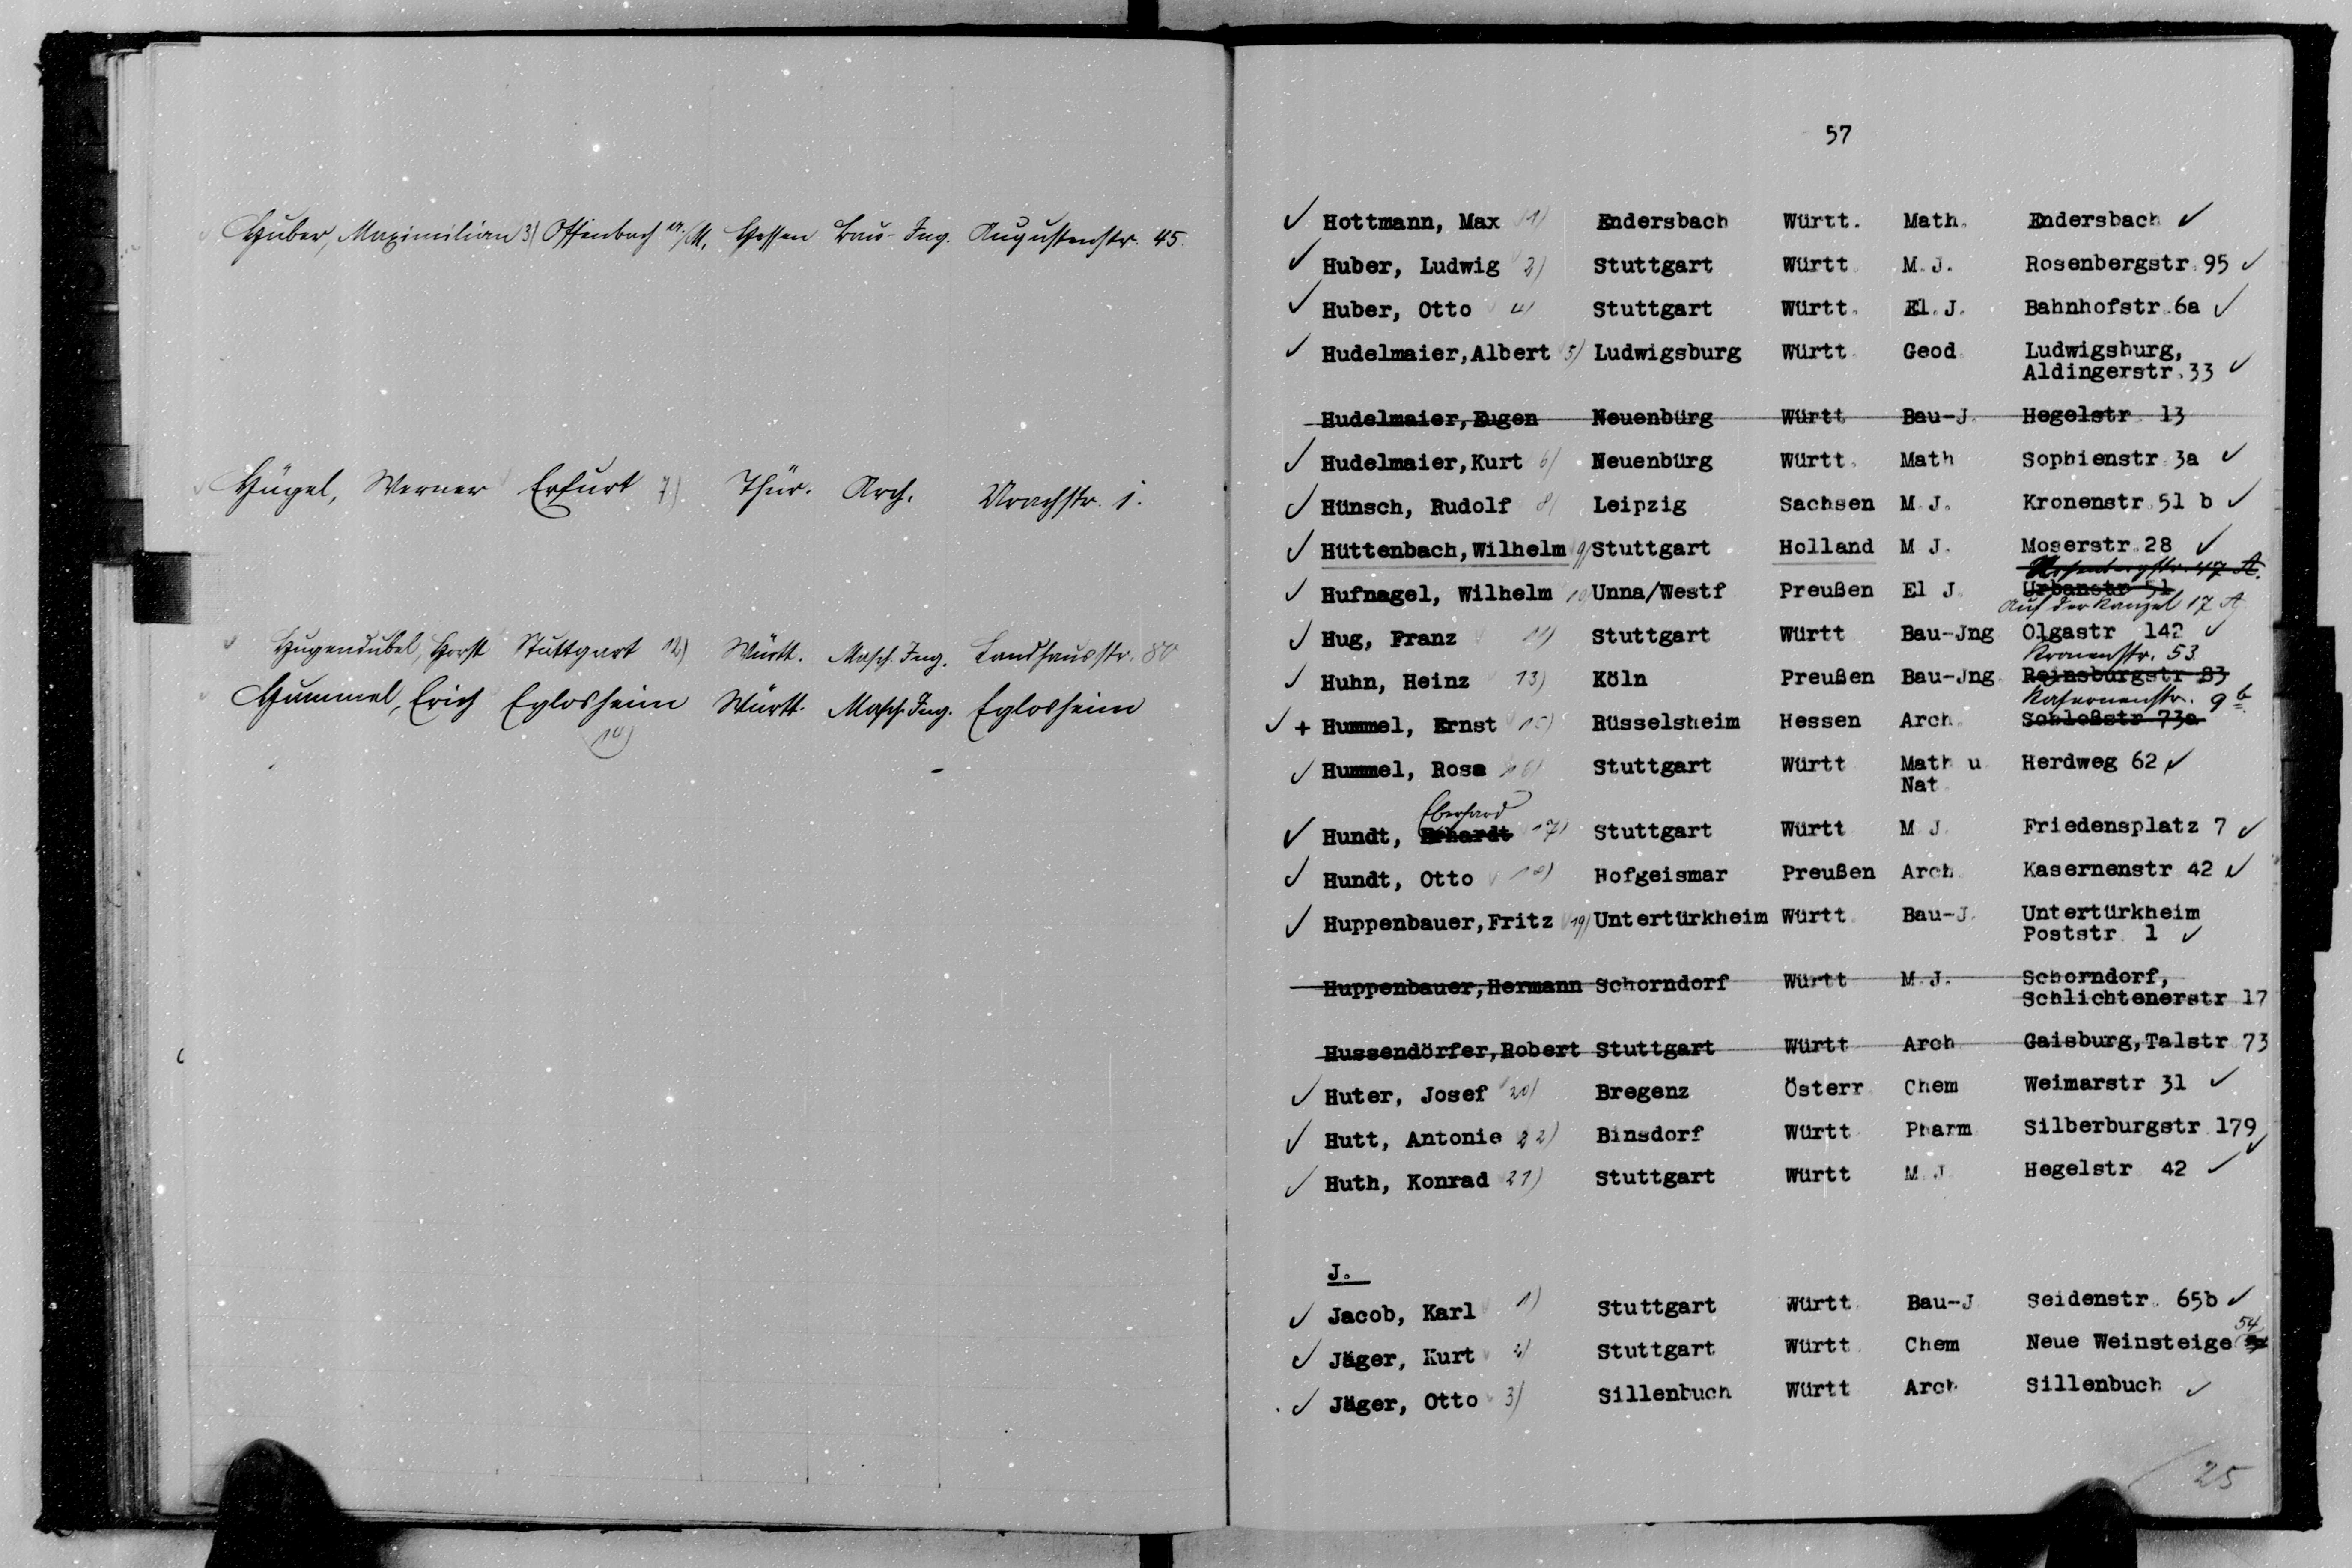 Huber, Maximilian 3) Offenbach a/M. Hessen Bau-Ing. Augustenstr. 45.
Hügel, Werner Erfurt 7) Thür. Arch. Urachstr. 1.
Hugendubel, Horst Stuttgart 12) Württ. Masch. Ing. Landhausstr. 80
Hummel, Erich Eglosheim Württ. Masch. Ing. Eglosheim
14)
57
✓ Hottmann, Max 1) Endersbach Württ. Math. Endersbach ✓
✓ Huber, Ludwig 2) Stuttgart Württ. M.J. Rosenbergstr. 95 ✓
✓ Huber, Otto 4) Stuttgart Württ. El.J. Bahnhofstr. 6a ✓
✓ Hudelmaier, Albert 5) Ludwigsburg Württ. Geod. Ludwigsburg,
Aldingerstr. 33 ✓
Hudelmaier, Eugen Neuenbürg Württ Bau-J. Hegelstr 13
✓ Hudelmaier, Kurt 6) Neuenbürg Württ. Math Sophienstr. 3a ✓
✓ Hünsch, Rudolf 8) Leipzig Sachsen M.J. Kronenstr. 51 b ✓
✓ Hüttenbach, Wilhelm 9) Stuttgart Holland M J. Moserstr. 28 ✓
47 A.
✓ Hufnagel, Wilhelm 10) Unna/Westf Preußen El J. Urbanstr 51
Auf der Kanzel 17 A
✓ Hug, Franz 11) Stuttgart Württ Bau-Jng Olgastr 142 ✓
Kronenstr. 53.
✓ Huhn, Heinz 13) Köln Preußen Bau-Jng. Reinsburgstr 83
Kasernenstr. 9 b
✓ + Hummel, Ernst 15) Rüsselsheim Hessen Arch. Schloßstr 73a
✓ Hummel, Rosa 16) Stuttgart Württ Math u Herdweg 62 ✓
Nat.
Eberhard
✓ Hundt, Erhardt 17) Stuttgart Württ M J. Friedensplatz 7 ✓
✓ Hundt, Otto 18) Hofgeismar Preußen Arch Kasernenstr 42 ✓
✓ Huppenbauer, Fritz 19) Untertürkheim Württ. Bau-J. Untertürkheim
Poststr 1 ✓
Huppenbauer, Hermann Schorndorf Württ M.J. Schorndorf,
Schlichtenerstr 17
Hussendörfer, Robert Stuttgart Württ Arch Gaisburg, Talstr 73
✓ Huter, Josef 20) Bregenz Österr Chem Weimarstr 31 ✓
✓ Hutt, Antonie 22) Binsdorf Württ Pharm Silberburgstr 179 ✓
✓ Huth, Konrad 21) Stuttgart Württ M.J. Hegelstr 42 ✓
J.
✓ Jacob, Karl 1) Stuttgart Württ. Bau-J Seidenstr. 65b ✓
54
✓ Jäger, Kurt 2) Stuttgart Württ. Chem Neue Weinsteige
✓ Jäger, Otto 3) Sillenbuch Württ Arch Sillenbuch ✓
25